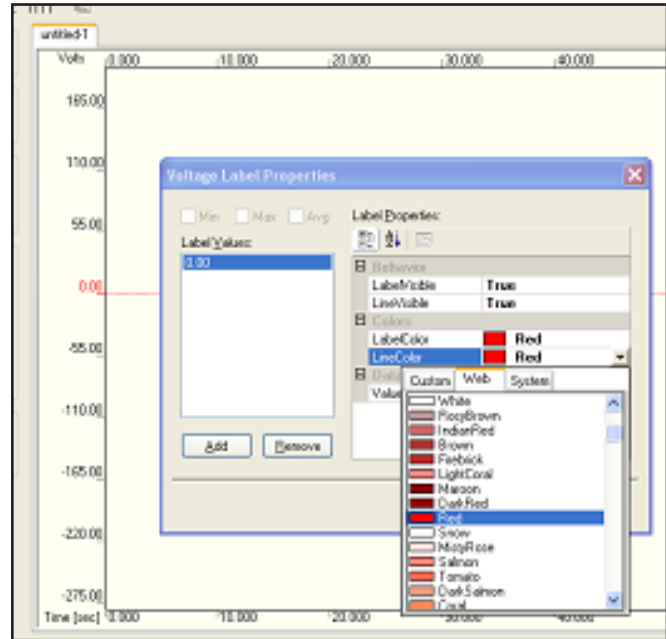 untitled-1
Volts 0.000 10.000 20.000 30.000 40.000
165.00
110.00
55.00
0.00
-55.00
-110.00
-165.00
-220.00
-275.00
Time [sec] 0.000 10.000 20.000 30.000 40.000
Voltage Label Properties
Min Max Avg
Label Values:
0.00
Add Remove
Label Properties:
Behavior
LabelVisible True
LineVisible True
Colors
LabelColor Red
LineColor Red
Data
Value
Custom Web System
White
RosyBrown
IndianRed
Brown
Firebrick
LightCoral
Maroon
DarkRed
Red
Snow
MistyRose
Salmon
Tomato
DarkSalmon
Coral